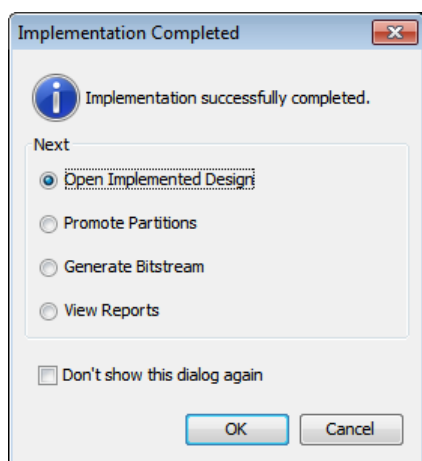 Implementation Completed
Implementation successfully completed.
Next
Open Implemented Design
Promote Partitions
Generate Bitstream
View Reports
Don't show this dialog again
OK
Cancel